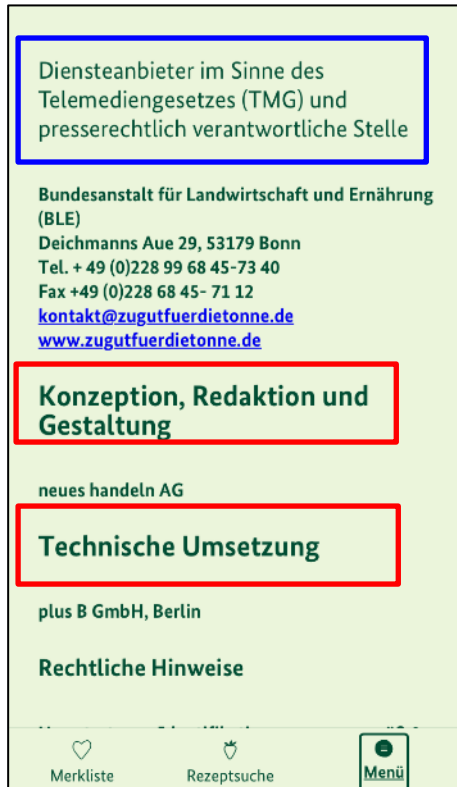 Diensteanbieter im Sinne des
Telemediengesetzes (TMG) und
presserechtlich verantwortliche Stelle
Bundesanstalt für Landwirtschaft und Ernährung
(BLE)
Deichmanns Aue 29, 53179 Bonn
Tel. + 49 (0)228 99 68 45-73 40
Fax +49 (0)228 68 45- 71 12
kontakt@zugutfuerdietonne.de
www.zugutfuerdietonne.de
Konzeption, Redaktion und
Gestaltung
neues handeln AG
Technische Umsetzung
plus B GmbH, Berlin
Rechtliche Hinweise
Merkliste Rezeptsuche Menü